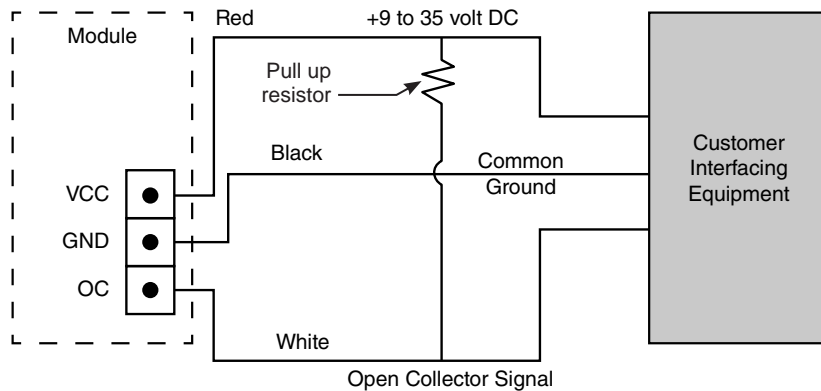 Red
+9 to 35 volt DC
Module
Pull up
resistor
Black
Common
Ground
Customer
Interfacing
Equipment
VCC
GND
OC
White
Open Collector Signal